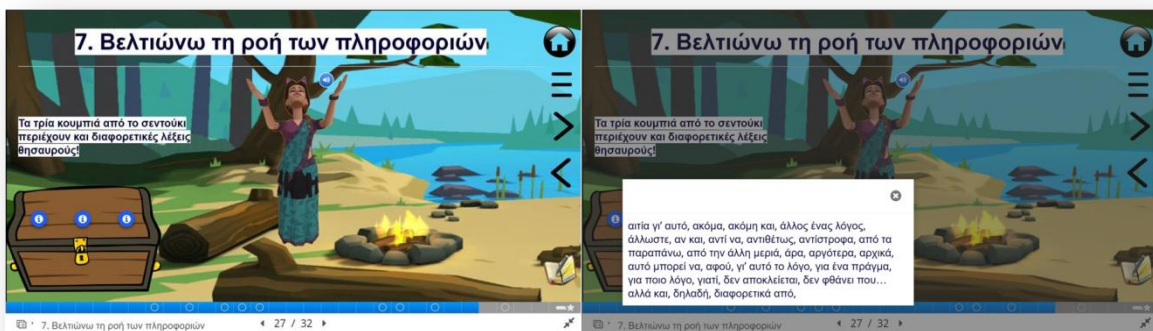 7. Βελτιώνω τη ροή των πληροφοριών
Τα τρία κουμπιά από το σεντούκι
περιέχουν και διαφορετικές λέξεις
θησαυρούς!
7. Βελτιώνω τη ροή των πληροφοριών
27 / 32
7. Βελτιώνω τη ροή των πληροφοριών
Τα τρία κουμπιά από το σεντούκι
περιέχουν και διαφορετικές λέξεις
θησαυρούς!
αιτία γι' αυτό, ακόμα, ακόμη και, άλλος ένας λόγος,
άλλωστε, αν και, αντί να, αντιθέτως, αντίστροφα, από τα
παραπάνω, από την άλλη μεριά, άρα, αργότερα, αρχικά,
αυτό μπορεί να, αφού, γι' αυτό το λόγο, για ένα πράγμα,
για ποιο λόγο, γιατί, δεν αποκλείεται, δεν φθάνει που…
αλλά και, δηλαδή, διαφορετικά από,
7. Βελτιώνω τη ροή των πληροφοριών
27 / 32